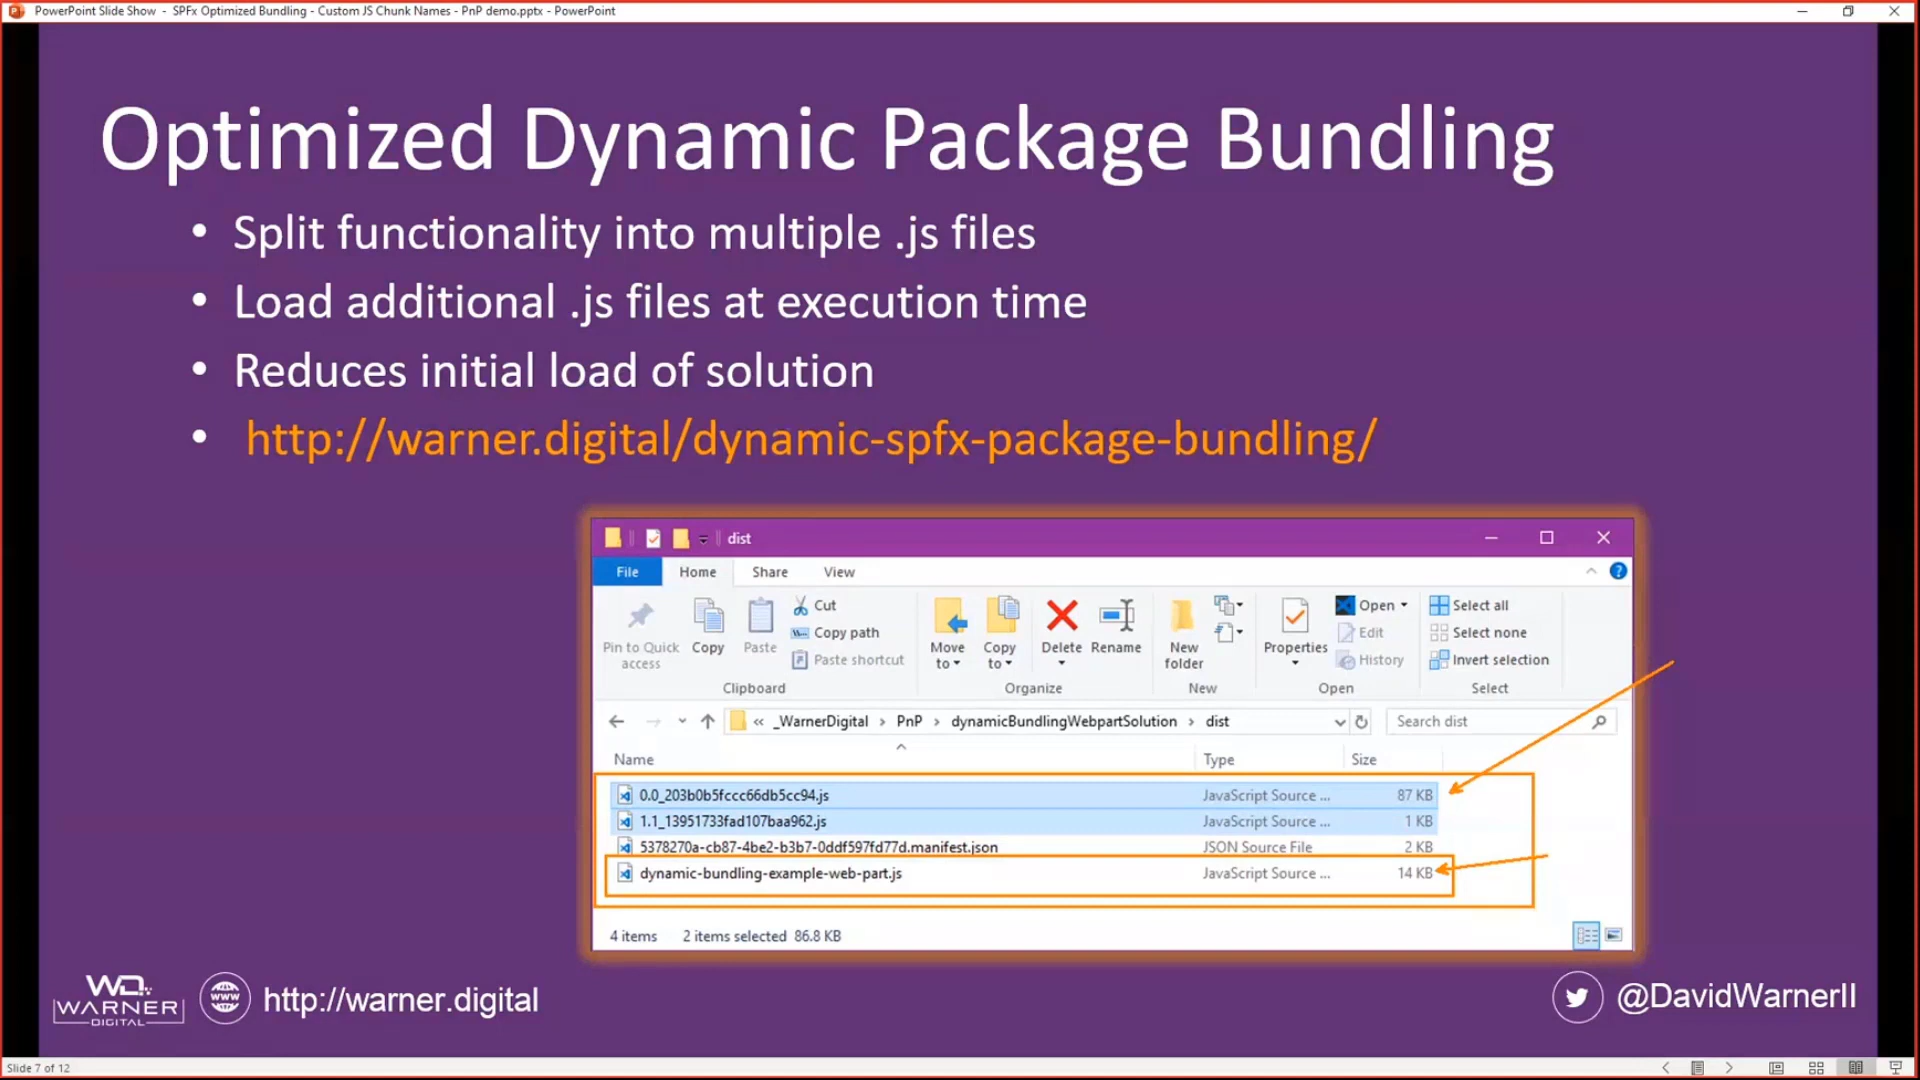 PowerPoint Slide Show - SPFx Optimized Bundling - Custom JS Chunk Names - PnP demo.pptx - PowerPoint
Optimized Dynamic Package Bundling
• Split functionality into multiple .js files
• Load additional .js files at execution time
• Reduces initial load of solution
• http://warner.digital/dynamic-spfx-package-bundling/
dist
File Home Share View
Pin to Quick access
Copy
Paste
Cut
Copy path
Paste shortcut
Clipboard
Move to
Copy to
Delete
Rename
Organize
New folder
New
Properties
Open
Edit
History
Open
Select all
Select none
Invert selection
Select
« _WarnerDigital > PnP > dynamicBundlingWebpartSolution > dist
Search dist
Name Type Size
0.0_203b0b5fccc66db5cc94.js JavaScript Source ... 87 KB
1.1_13951733fad107baa962.js JavaScript Source ... 1 KB
5378270a-cb87-4be2-b3b7-0ddf597fd77d.manifest.json JSON Source File 2 KB
dynamic-bundling-example-web-part.js JavaScript Source ... 14 KB
4 items 2 items selected 86.8 KB
WD
WARNER
DIGITAL
www
http://warner.digital
@DavidWarnerII
Slide 7 of 12